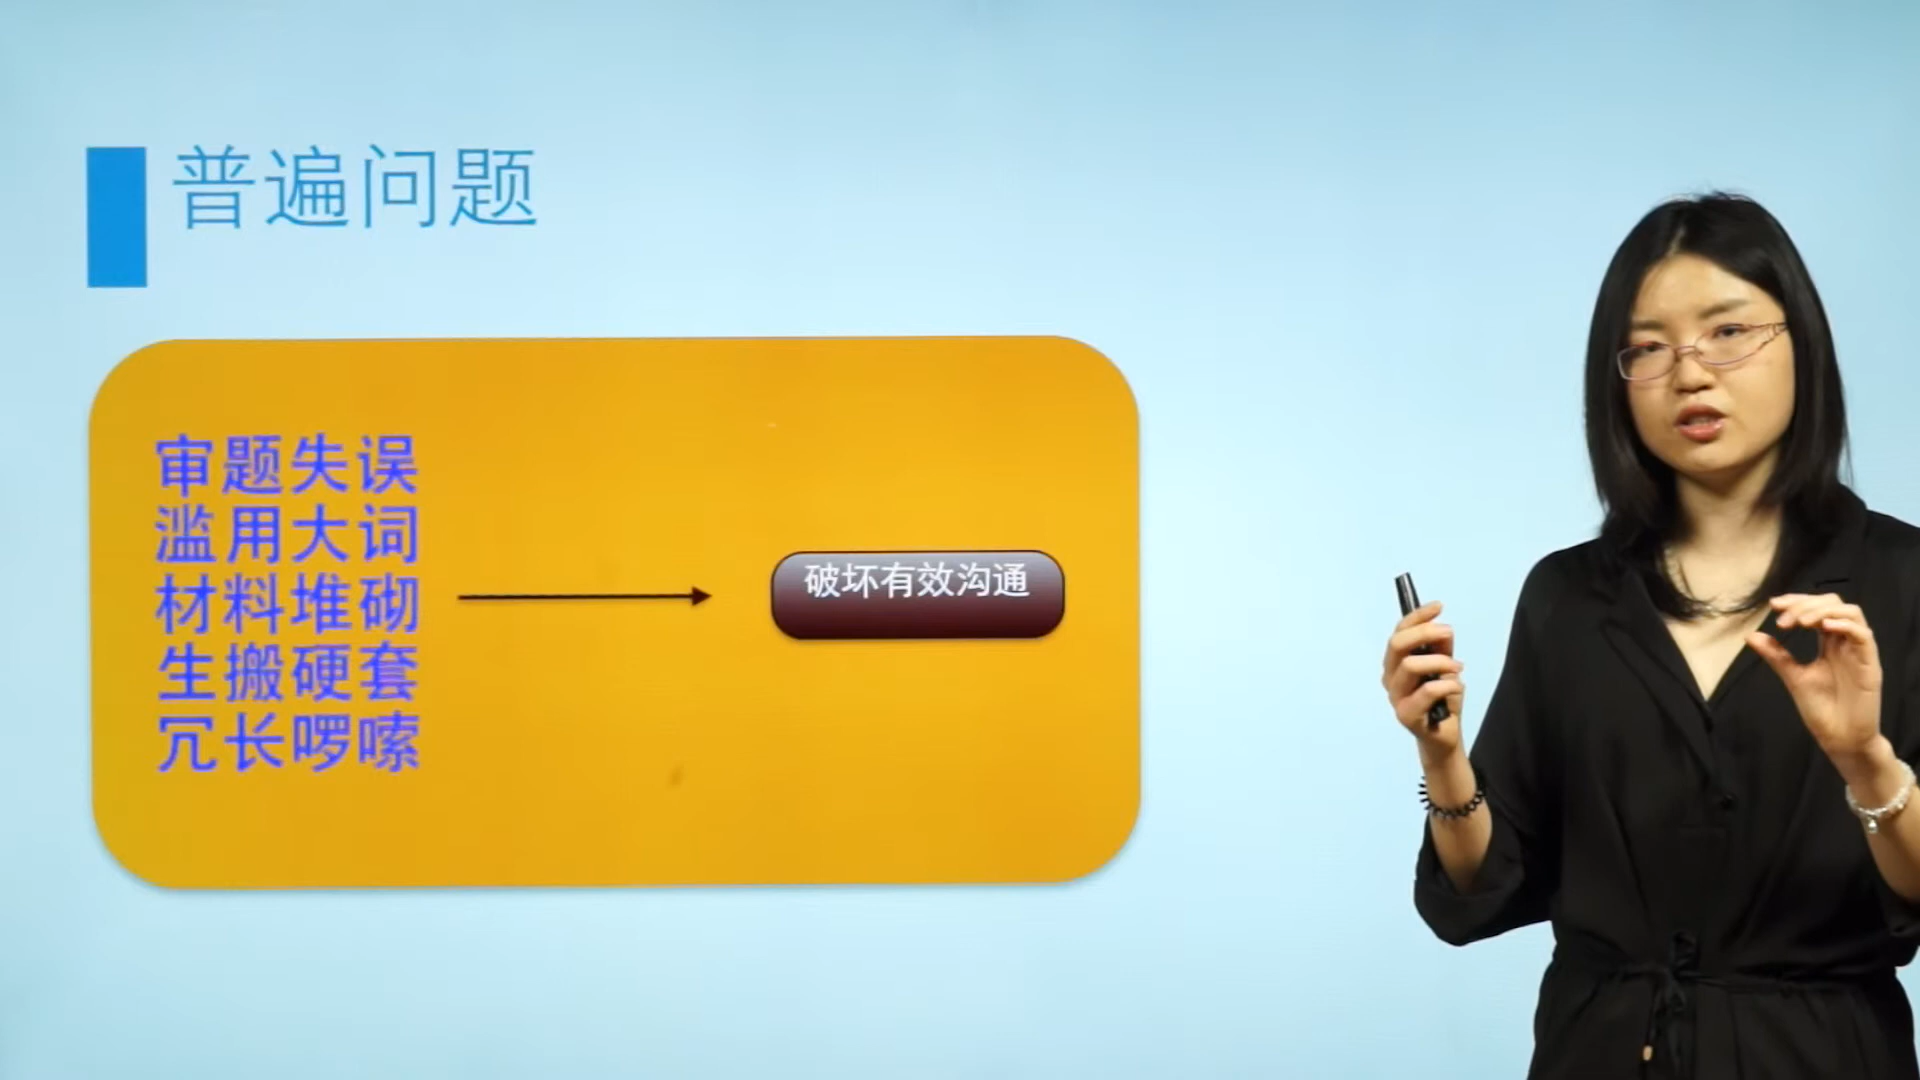 普遍问题
审题失误
滥用大词
材料堆砌
生搬硬套
冗长啰嗦
破坏有效沟通